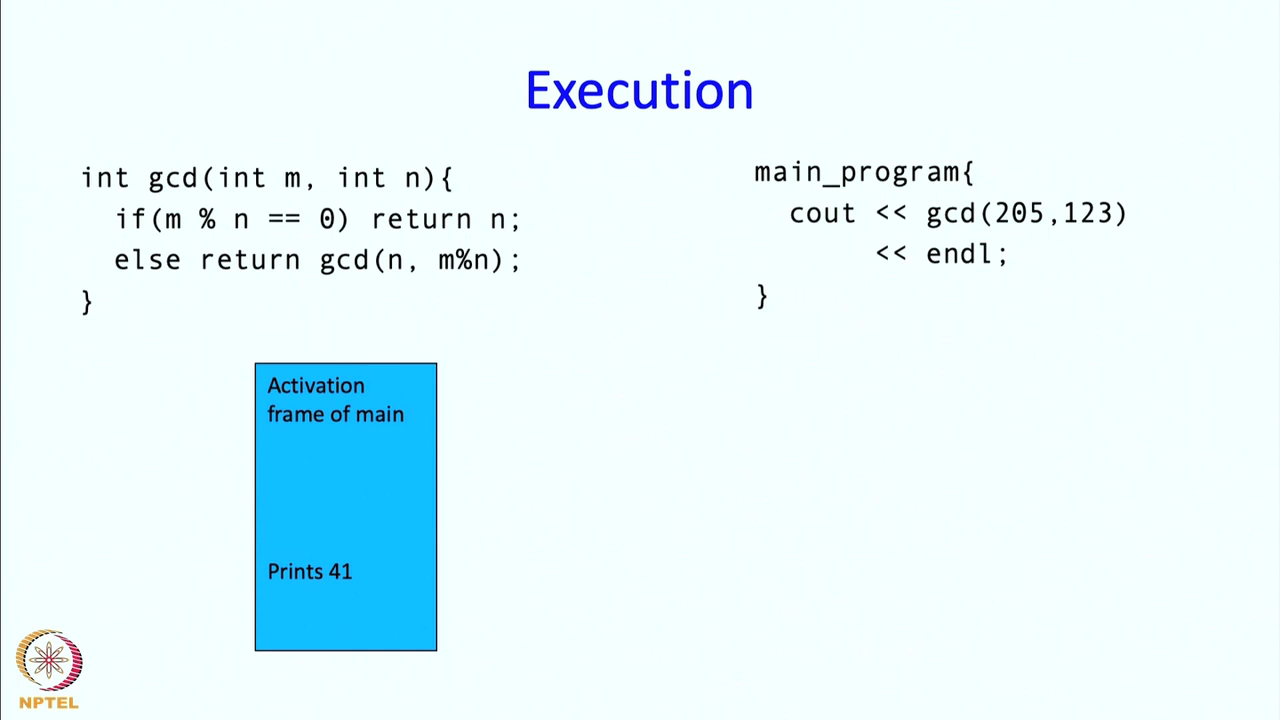 Execution
int gcd(int m, int n){
  if(m % n == 0) return n;
  else return gcd(n, m%n);
}
main_program{
  cout << gcd(205,123)
       << endl;
}
Activation
frame of main
Prints 41
NPTEL